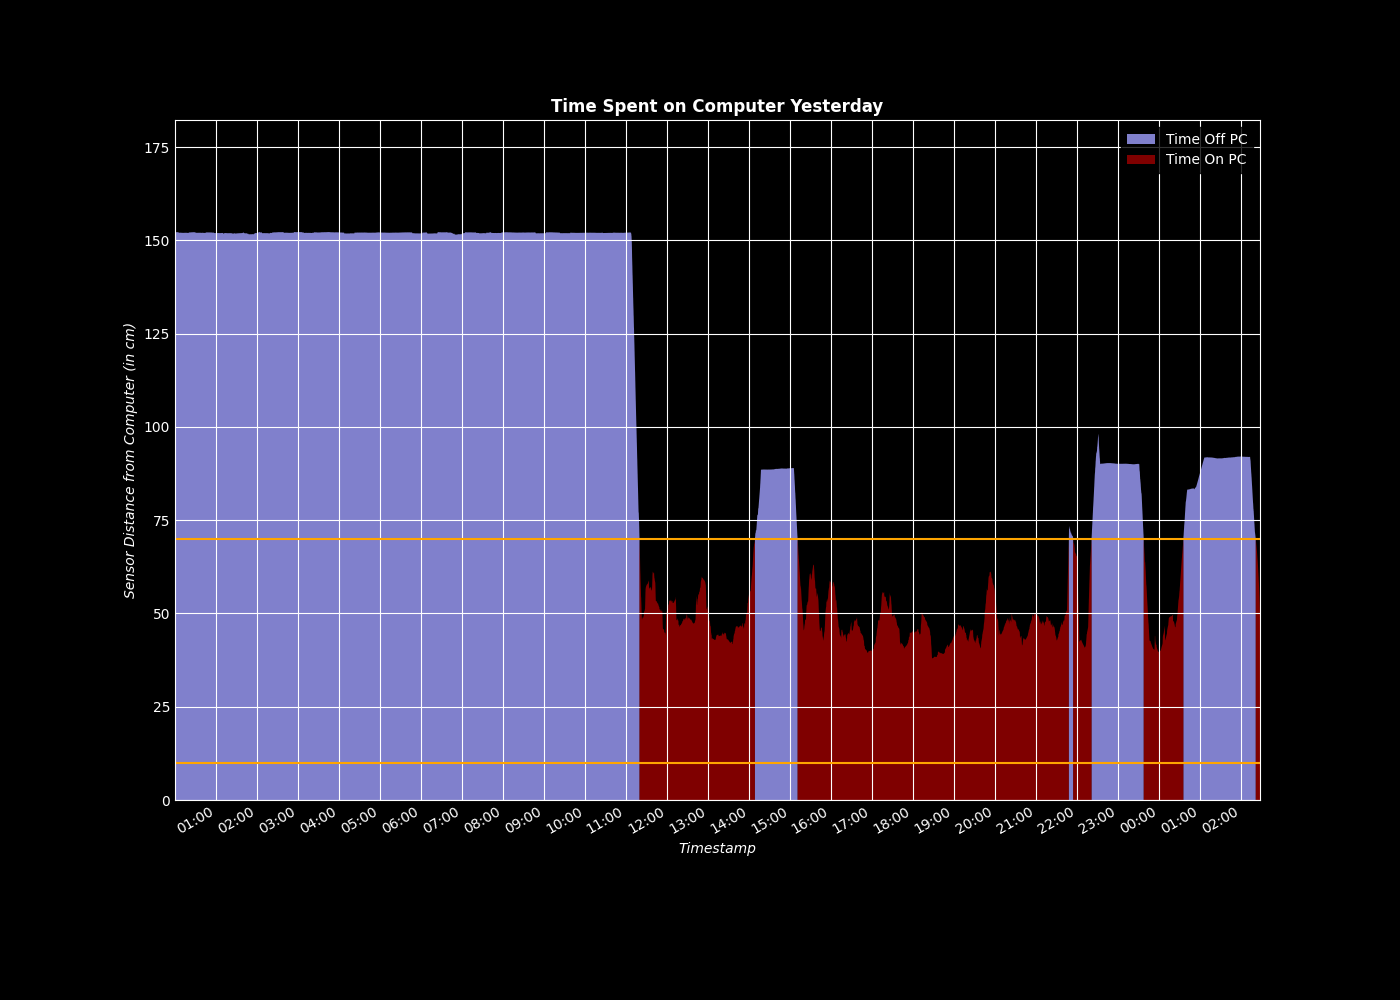 Time Spent on Computer Yesterday
Time Off PC
Time On PC
175
150
125
100
75
50
25
0
Sensor Distance from Computer (in cm)
01:00 02:00 03:00 04:00 05:00 06:00 07:00 08:00 09:00 10:00 11:00 12:00 13:00 14:00 15:00 16:00 17:00 18:00 19:00 20:00 21:00 22:00 23:00 00:00 01:00 02:00
Timestamp